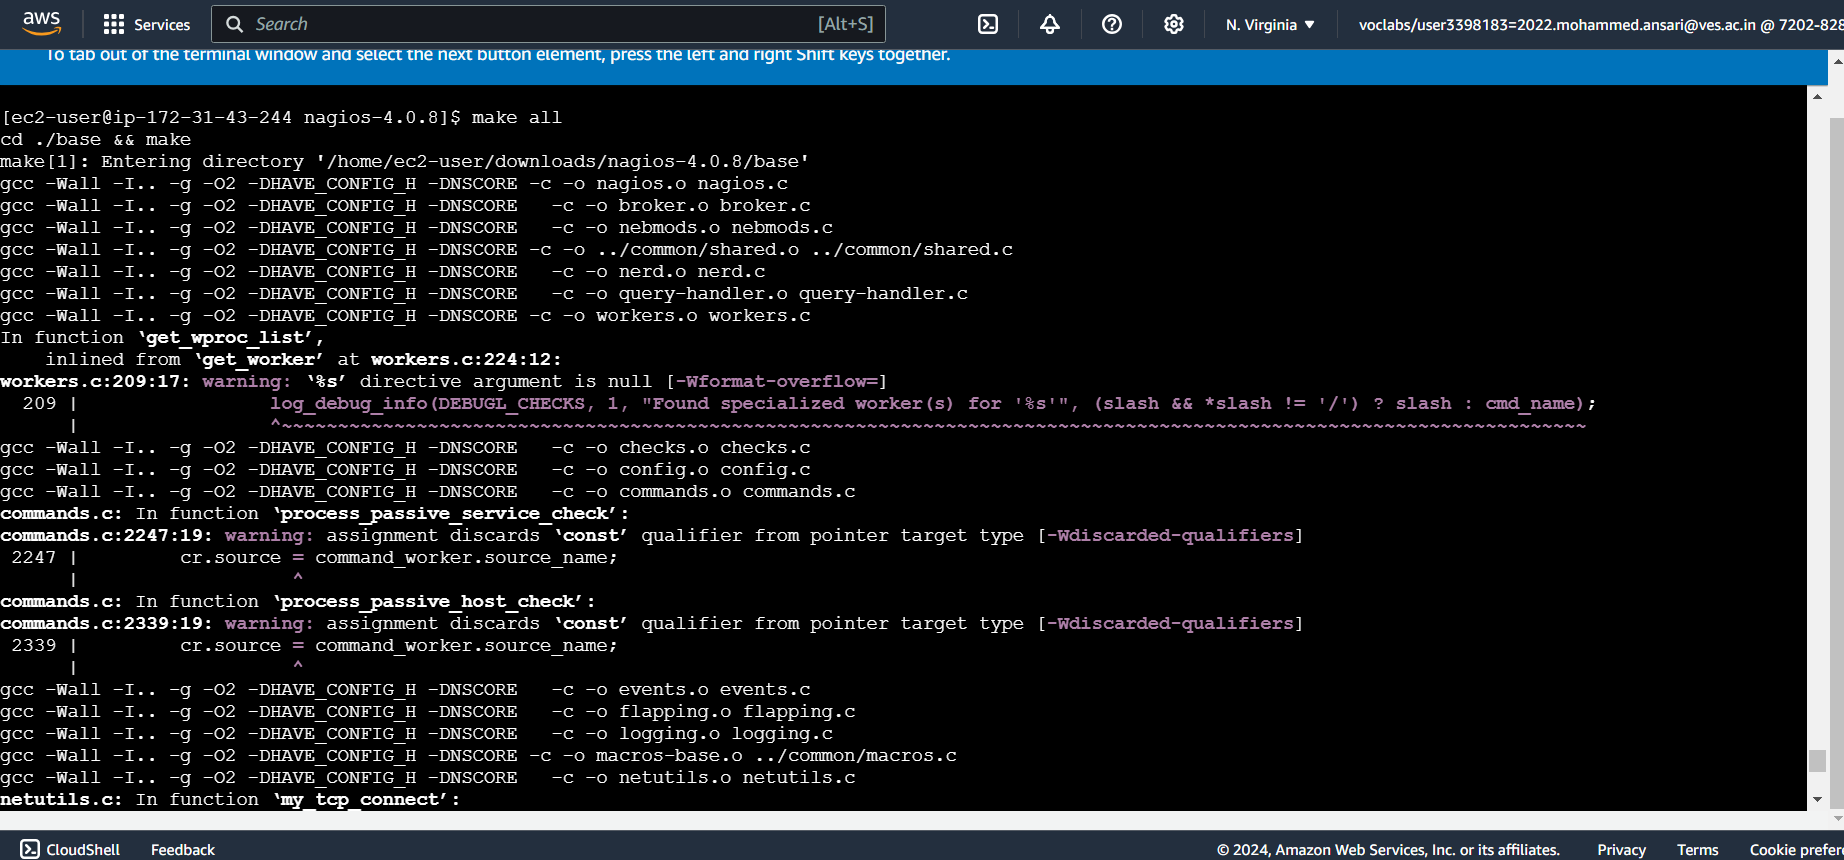 aws
Services
Search
[Alt+S]
N. Virginia
voclabs/user3398183=2022.mohammed.ansari@ves.ac.in @ 7202-828
To tab out of the terminal window and select the next button element, press the left and right Shift keys together.
[ec2-user@ip-172-31-43-244 nagios-4.0.8]$ make all
cd ./base && make
make[1]: Entering directory '/home/ec2-user/downloads/nagios-4.0.8/base'
gcc -Wall -I.. -g -O2 -DHAVE_CONFIG_H -DNSCORE -c -o nagios.o nagios.c
gcc -Wall -I.. -g -O2 -DHAVE_CONFIG_H -DNSCORE   -c -o broker.o broker.c
gcc -Wall -I.. -g -O2 -DHAVE_CONFIG_H -DNSCORE   -c -o nebmods.o nebmods.c
gcc -Wall -I.. -g -O2 -DHAVE_CONFIG_H -DNSCORE -c -o ../common/shared.o ../common/shared.c
gcc -Wall -I.. -g -O2 -DHAVE_CONFIG_H -DNSCORE   -c -o nerd.o nerd.c
gcc -Wall -I.. -g -O2 -DHAVE_CONFIG_H -DNSCORE   -c -o query-handler.o query-handler.c
gcc -Wall -I.. -g -O2 -DHAVE_CONFIG_H -DNSCORE -c -o workers.o workers.c
In function ‘get_wproc_list’,
    inlined from ‘get_worker’ at workers.c:224:12:
workers.c:209:17: warning: ‘%s’ directive argument is null [-Wformat-overflow=]
  209 |                 log_debug_info(DEBUGL_CHECKS, 1, "Found specialized worker(s) for '%s'", (slash && *slash != '/') ? slash : cmd_name);
      |                 ^~~~~~~~~~~~~~~~~~~~~~~~~~~~~~~~~~~~~~~~~~~~~~~~~~~~~~~~~~~~~~~~~~~~~~~~~~~~~~~~~~~~~~~~~~~~~~~~~~~~~~~~~~~~~~~~~~~~~
gcc -Wall -I.. -g -O2 -DHAVE_CONFIG_H -DNSCORE   -c -o checks.o checks.c
gcc -Wall -I.. -g -O2 -DHAVE_CONFIG_H -DNSCORE   -c -o config.o config.c
gcc -Wall -I.. -g -O2 -DHAVE_CONFIG_H -DNSCORE   -c -o commands.o commands.c
commands.c: In function ‘process_passive_service_check’:
commands.c:2247:19: warning: assignment discards ‘const’ qualifier from pointer target type [-Wdiscarded-qualifiers]
 2247 |         cr.source = command_worker.source_name;
      |                   ^
commands.c: In function ‘process_passive_host_check’:
commands.c:2339:19: warning: assignment discards ‘const’ qualifier from pointer target type [-Wdiscarded-qualifiers]
 2339 |         cr.source = command_worker.source_name;
      |                   ^
gcc -Wall -I.. -g -O2 -DHAVE_CONFIG_H -DNSCORE   -c -o events.o events.c
gcc -Wall -I.. -g -O2 -DHAVE_CONFIG_H -DNSCORE   -c -o flapping.o flapping.c
gcc -Wall -I.. -g -O2 -DHAVE_CONFIG_H -DNSCORE   -c -o logging.o logging.c
gcc -Wall -I.. -g -O2 -DHAVE_CONFIG_H -DNSCORE -c -o macros-base.o ../common/macros.c
gcc -Wall -I.. -g -O2 -DHAVE_CONFIG_H -DNSCORE   -c -o netutils.o netutils.c
netutils.c: In function ‘my_tcp_connect’:
CloudShell
Feedback
© 2024, Amazon Web Services, Inc. or its affiliates.
Privacy
Terms
Cookie prefer